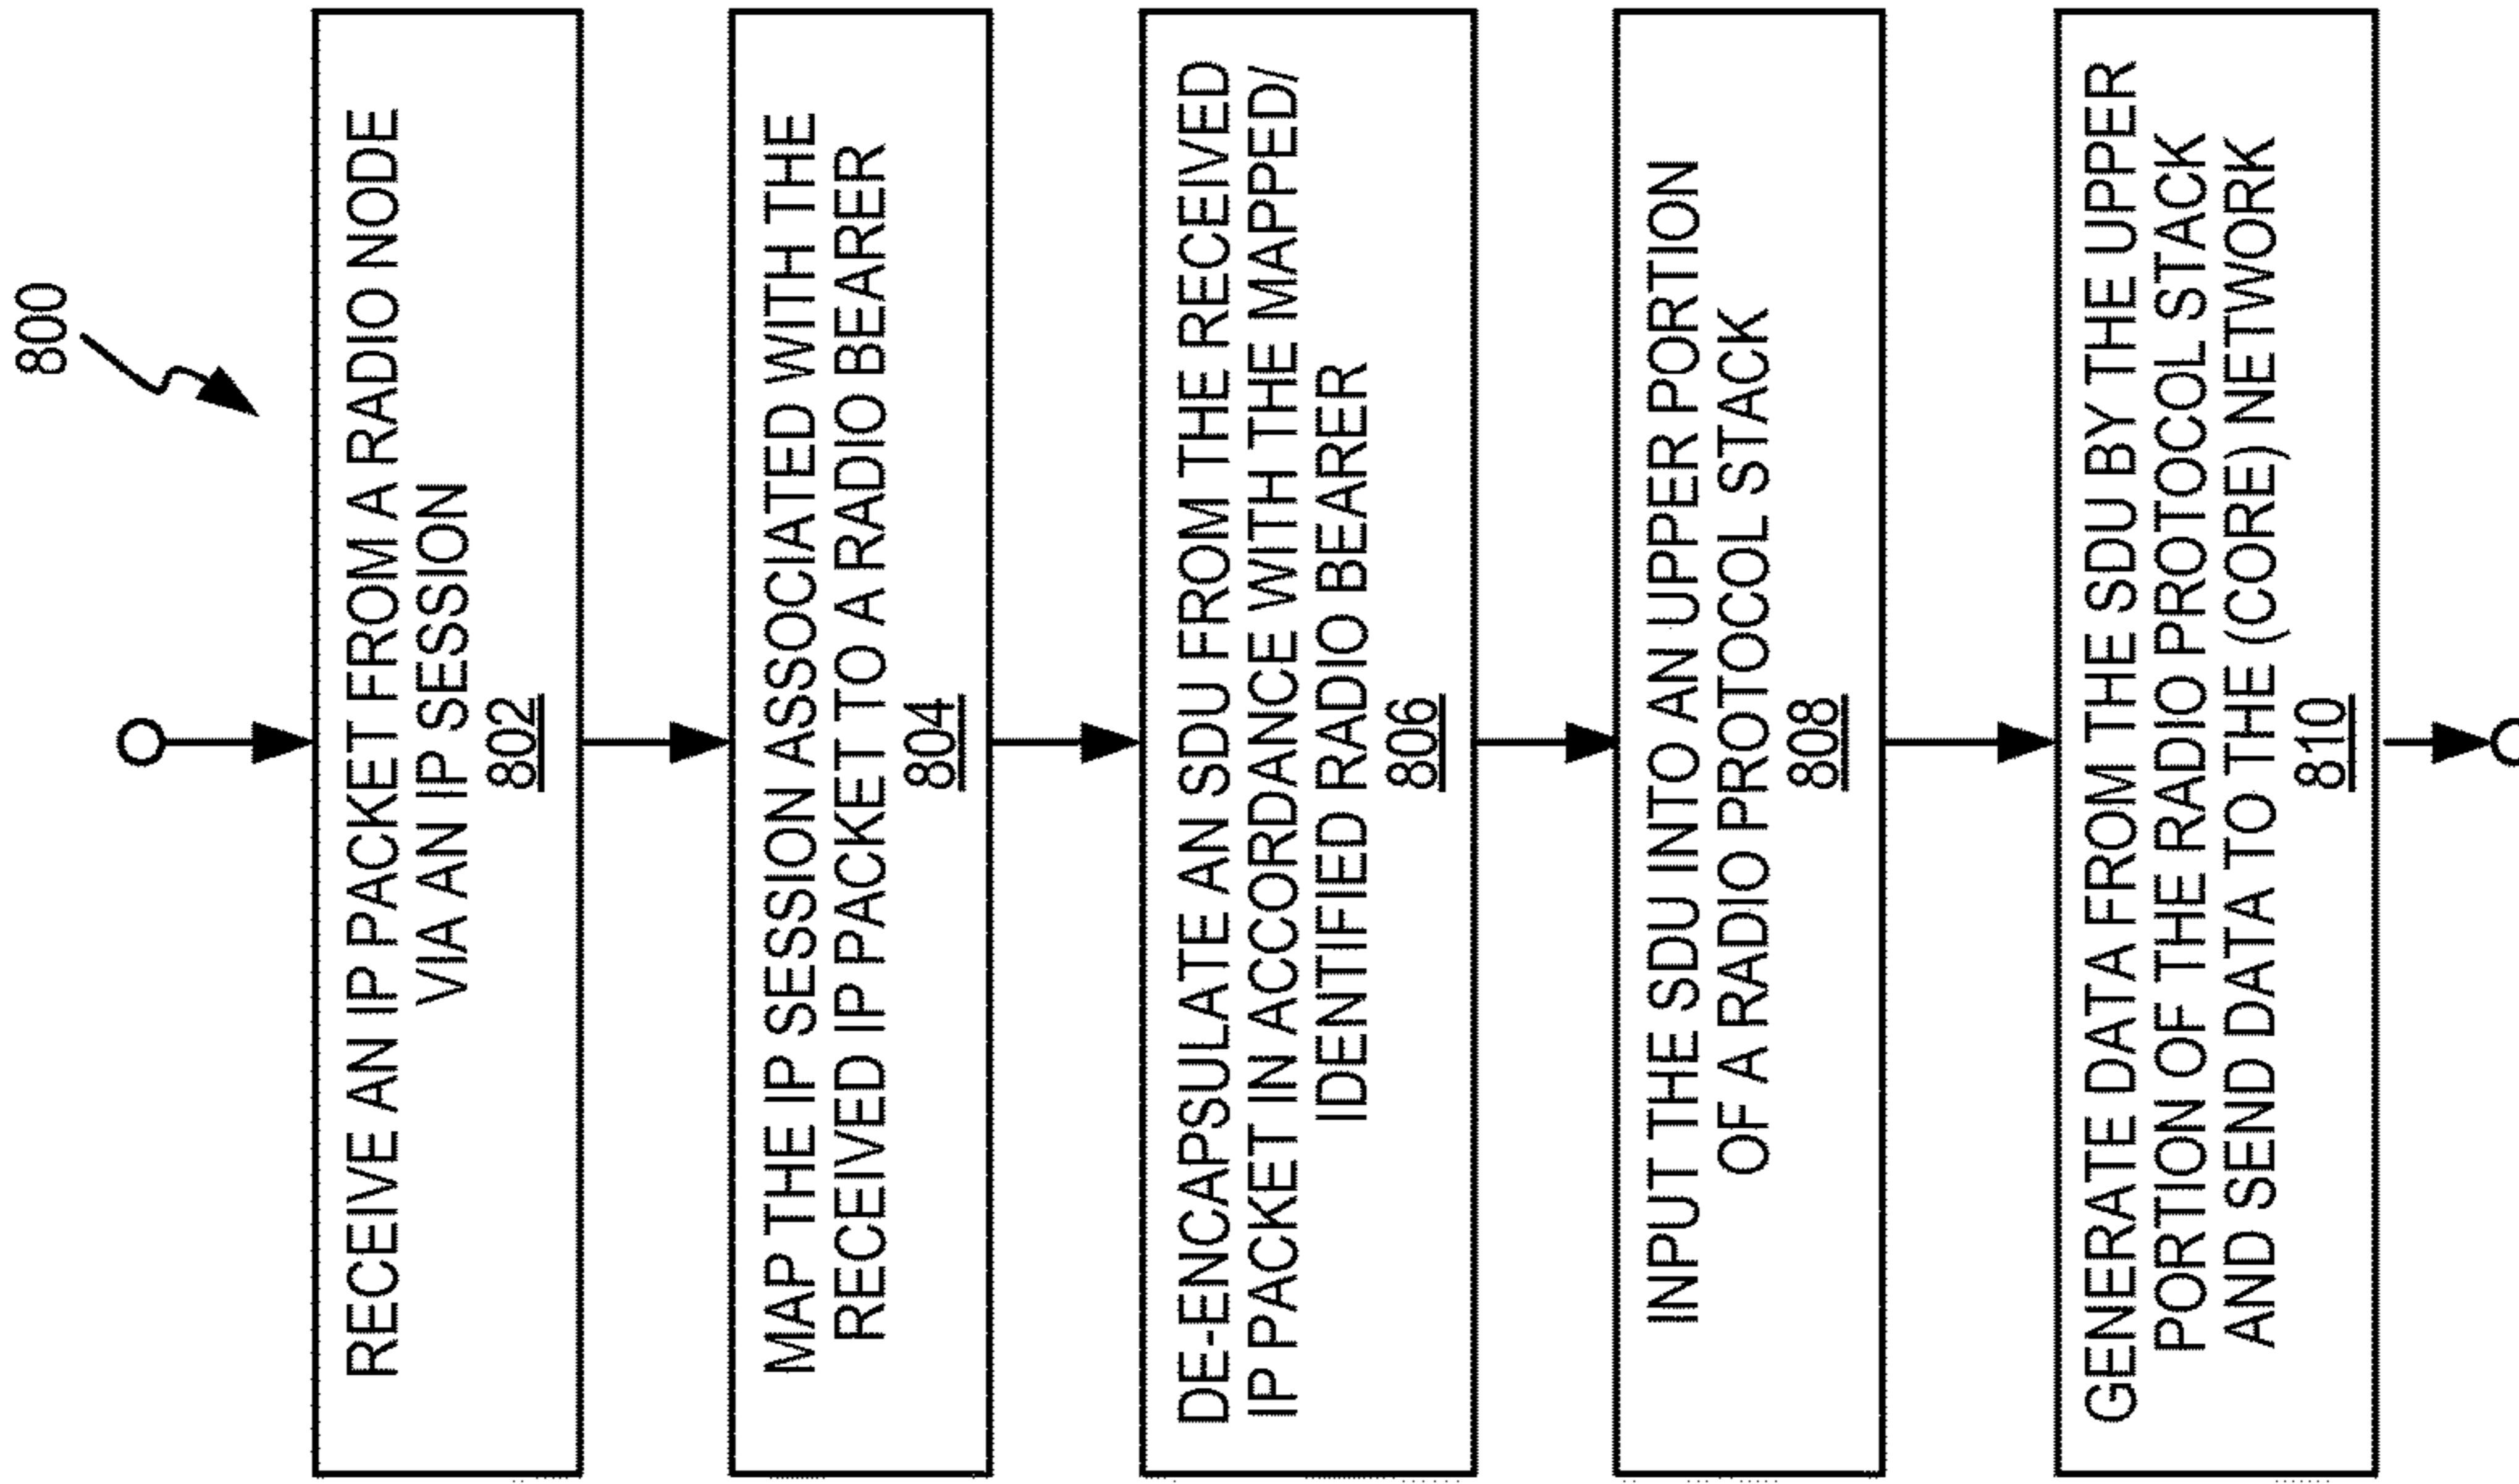 800
RECEIVE AN IP PACKET FROM A RADIO NODE
VIA AN IP SESSION
802
MAP THE IP SESSION ASSOCIATED WITH THE
RECEIVED IP PACKET TO A RADIO BEARER
804
DE-ENCAPSULATE AN SDU FROM THE RECEIVED
IP PACKET IN ACCORDANCE WITH THE MAPPED/
IDENTIFIED RADIO BEARER
806
INPUT THE SDU INTO AN UPPER PORTION
OF A RADIO PROTOCOL STACK
808
GENERATE DATA FROM THE SDU BY THE UPPER
PORTION OF THE RADIO PROTOCOL STACK
AND SEND DATA TO THE (CORE) NETWORK
810